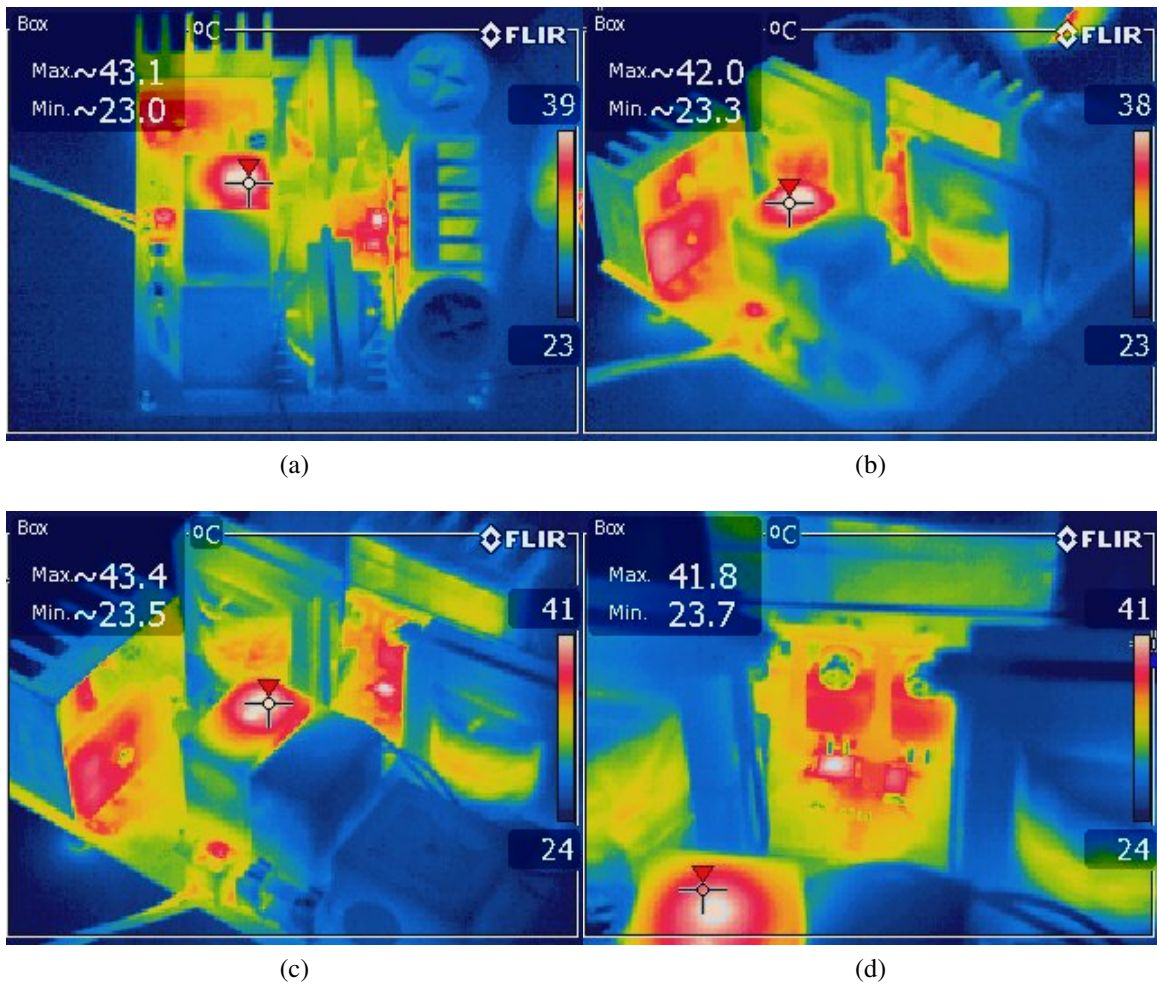 Box
°C
FLIR
Max.~43.1
Min.~23.0
39
23
(a)
Box
°C
FLIR
Max.~42.0
Min.~23.3
38
23
(b)
Box
°C
FLIR
Max.~43.4
Min.~23.5
41
24
(c)
Box
°C
FLIR
Max. 41.8
Min. 23.7
41
24
(d)